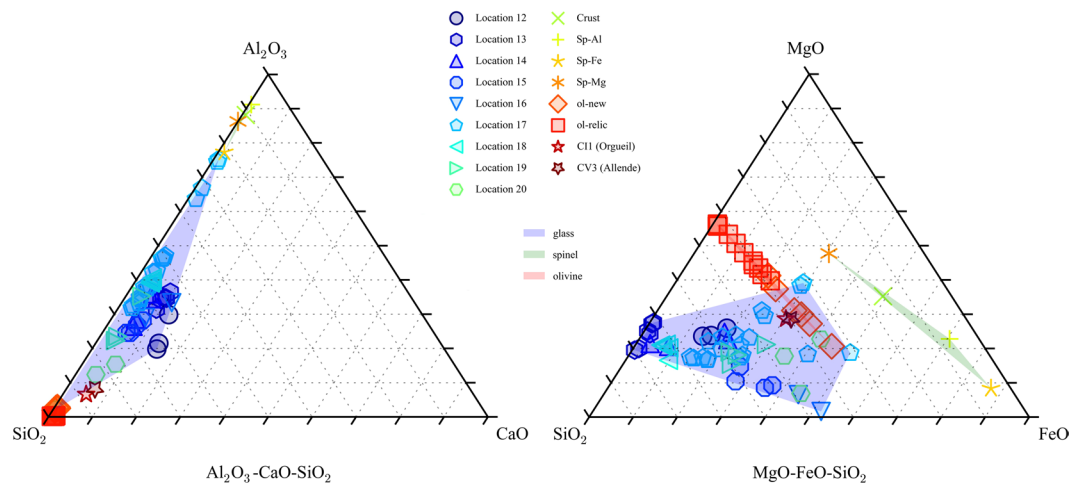 Location 12
Location 13
Location 14
Location 15
Location 16
Location 17
Location 18
Location 19
Location 20
Crust
Sp-Al
Sp-Fe
Sp-Mg
ol-new
ol-relic
CI1 (Orgueil)
CV3 (Allende)
glass
spinel
olivine
Al₂O₃
SiO₂
CaO
Al₂O₃-CaO-SiO₂
MgO
SiO₂
FeO
MgO-FeO-SiO₂